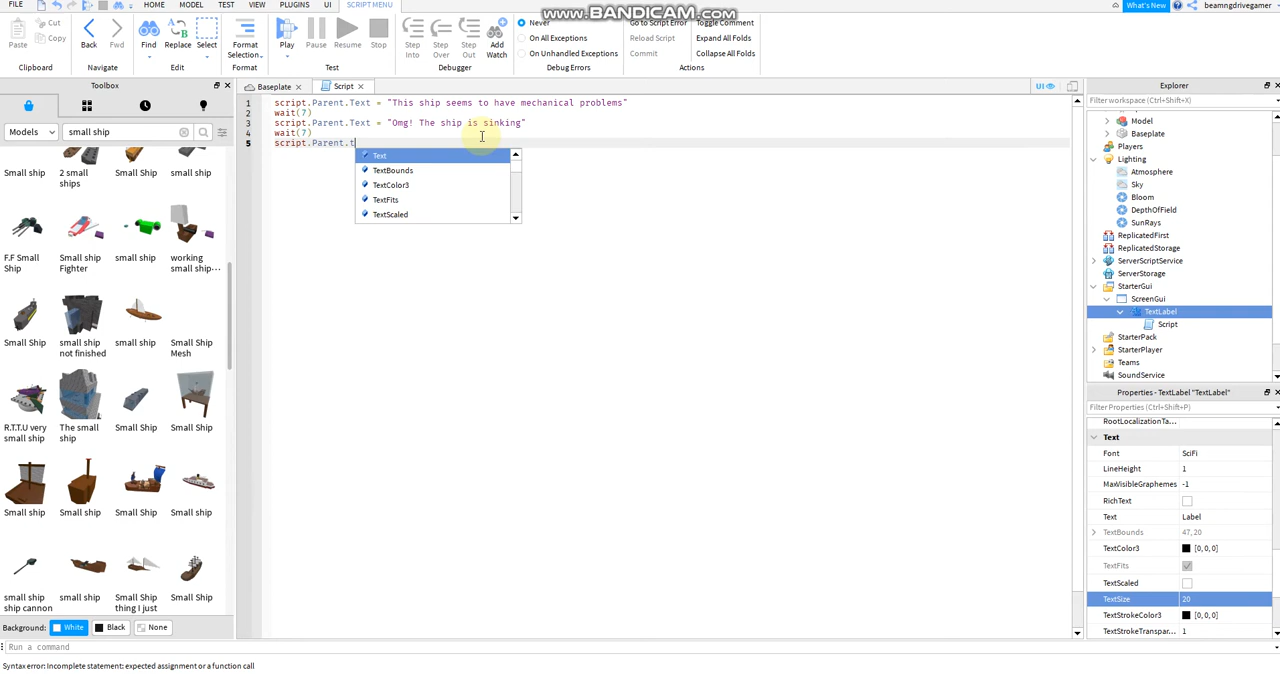 FILE HOME MODEL TEST VIEW PLUGINS UI SCRIPT MENU
www.BANDICAM.com
What's New beamngdrivegamer
Paste Cut Copy
Back Fwd
Find Replace Select
Format Selection
Play Pause Resume Stop
Step Into Step Over Step Out Add Watch
Never
On All Exceptions
On Unhandled Exceptions
Go to Script Error
Reload Script
Commit
Toggle Comment
Expand All Folds
Collapse All Folds
Clipboard Navigate Edit Format Test Debugger Debug Errors Actions
Toolbox
Models small ship
Small ship 2 small ships small ship Small ship
F.F Small Ship Small ship Fighter small ship working small ship...
Small Ship small ship not finished small ship Small Ship Mesh
R.T.T.U very small ship The small ship Small Ship Small Ship
Small ship Small ship Small Ship Small ship
small ship ship cannon small ship Small Ship thing I just Small Ship
Background: White Black None
Baseplate Script
UI
1 script.Parent.Text = "This ship seems to have mechanical problems"
2 wait(7)
3 script.Parent.Text = "Omg! The ship is sinking"
4 wait(7)
5 script.Parent.t
Text
TextBounds
TextColor3
TextFits
TextScaled
Explorer
Filter workspace (Ctrl+Shift+X)
Model
Baseplate
Players
Lighting
Atmosphere
Sky
Bloom
DepthOfField
SunRays
ReplicatedFirst
ReplicatedStorage
ServerScriptService
ServerStorage
StarterGui
ScreenGui
TextLabel
Script
StarterPack
StarterPlayer
Teams
SoundService
Properties - TextLabel "TextLabel"
Filter Properties (Ctrl+Shift+P)
RootLocalizationTa...
Text
Font SciFi
LineHeight 1
MaxVisibleGraphemes -1
RichText
Text Label
TextBounds 47, 20
TextColor3 [0, 0, 0]
TextFits
TextScaled
TextSize 20
TextStrokeColor3 [0, 0, 0]
TextStrokeTranspar... 1
Run a command
Syntax error: Incomplete statement: expected assignment or a function call